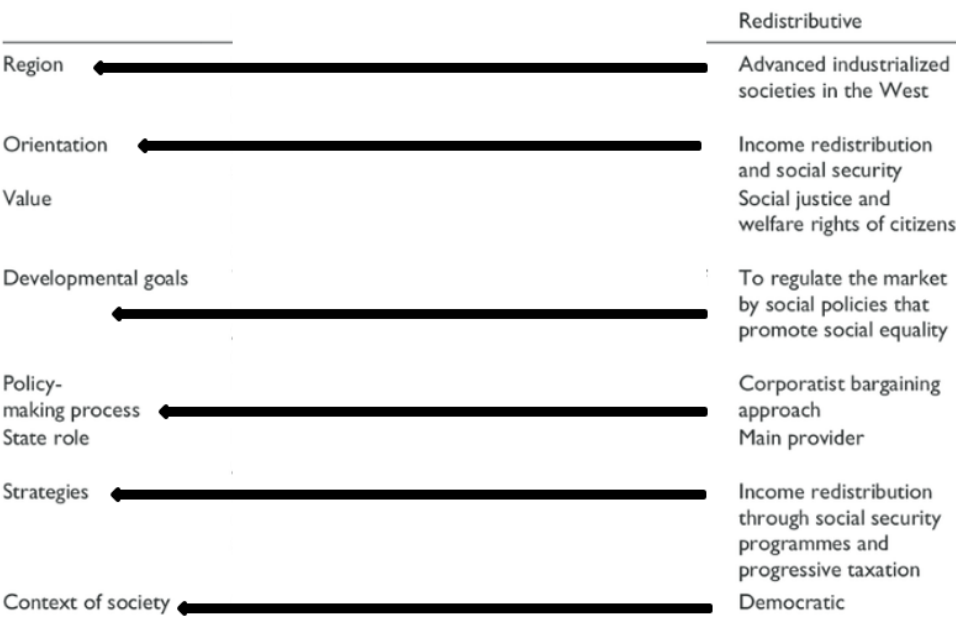 Redistributive
Region
Advanced industrialized
societies in the West
Orientation
Income redistribution
and social security
Value
Social justice and
welfare rights of citizens
Developmental goals
To regulate the market
by social policies that
promote social equality
Policy-
making process
Corporatist bargaining
approach
State role
Main provider
Strategies
Income redistribution
through social security
programmes and
progressive taxation
Context of society
Democratic